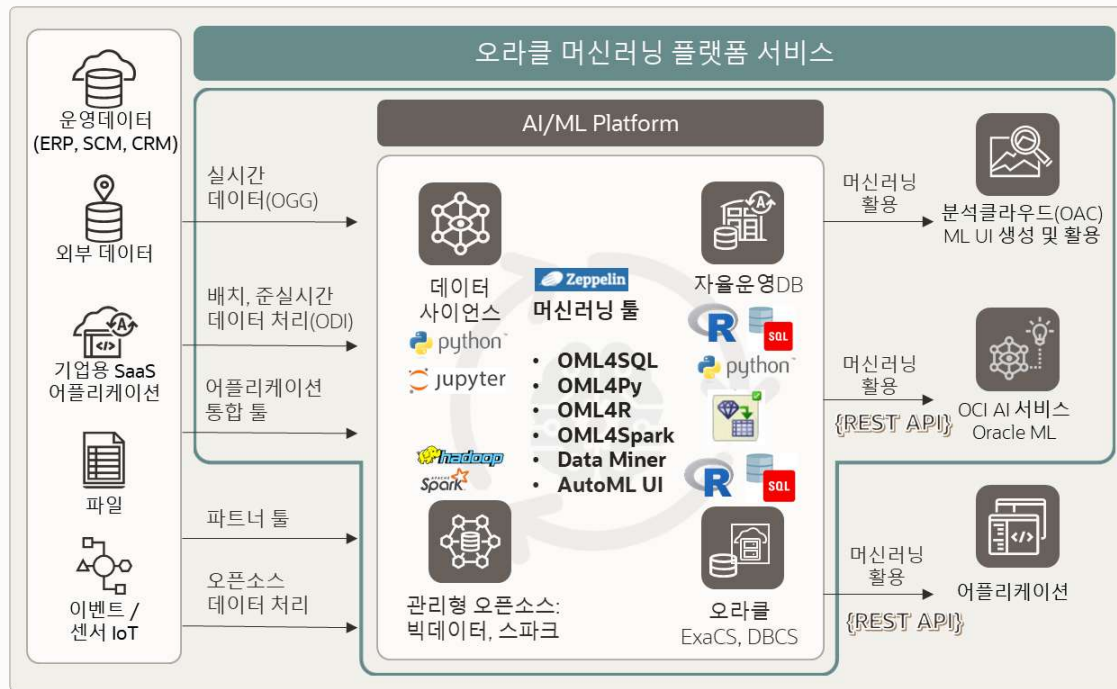 오라클 머신러닝 플랫폼 서비스
운영데이터
(ERP, SCM, CRM)
외부 데이터
기업용 SaaS
어플리케이션
파일
이벤트 /
센서 IoT
실시간
데이터(OGG)
배치, 준실시간
데이터 처리(ODI)
어플리케이션
통합 툴
파트너 툴
오픈소스
데이터 처리
AI/ML Platform
데이터
사이언스
python
jupyter
hadoop
APACHE
Spark
관리형 오픈소스:
빅데이터, 스파크
Zeppelin
머신러닝 툴
• OML4SQL
• OML4Py
• OML4R
• OML4Spark
• Data Miner
• AutoML UI
자율운영DB
R
SQL
python
R
SQL
오라클
ExaCS, DBCS
머신러닝
활용
분석클라우드(OAC)
ML UI 생성 및 활용
머신러닝
활용
{REST API}
OCI AI 서비스
Oracle ML
머신러닝
활용
{REST API}
어플리케이션